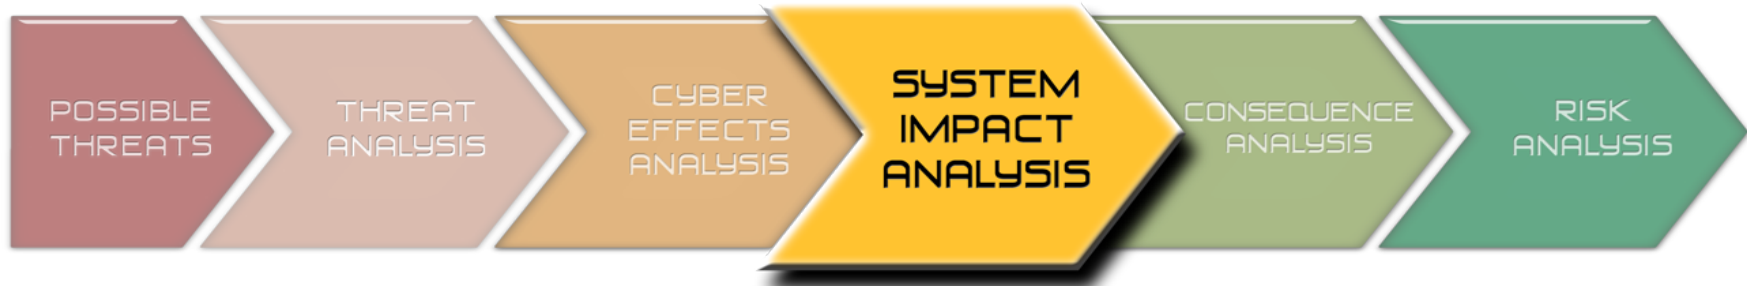 POSSIBLE
THREATS
THREAT
ANALYSIS
CYBER
EFFECTS
ANALYSIS
SYSTEM
IMPACT
ANALYSIS
CONSEQUENCE
ANALYSIS
RISK
ANALYSIS